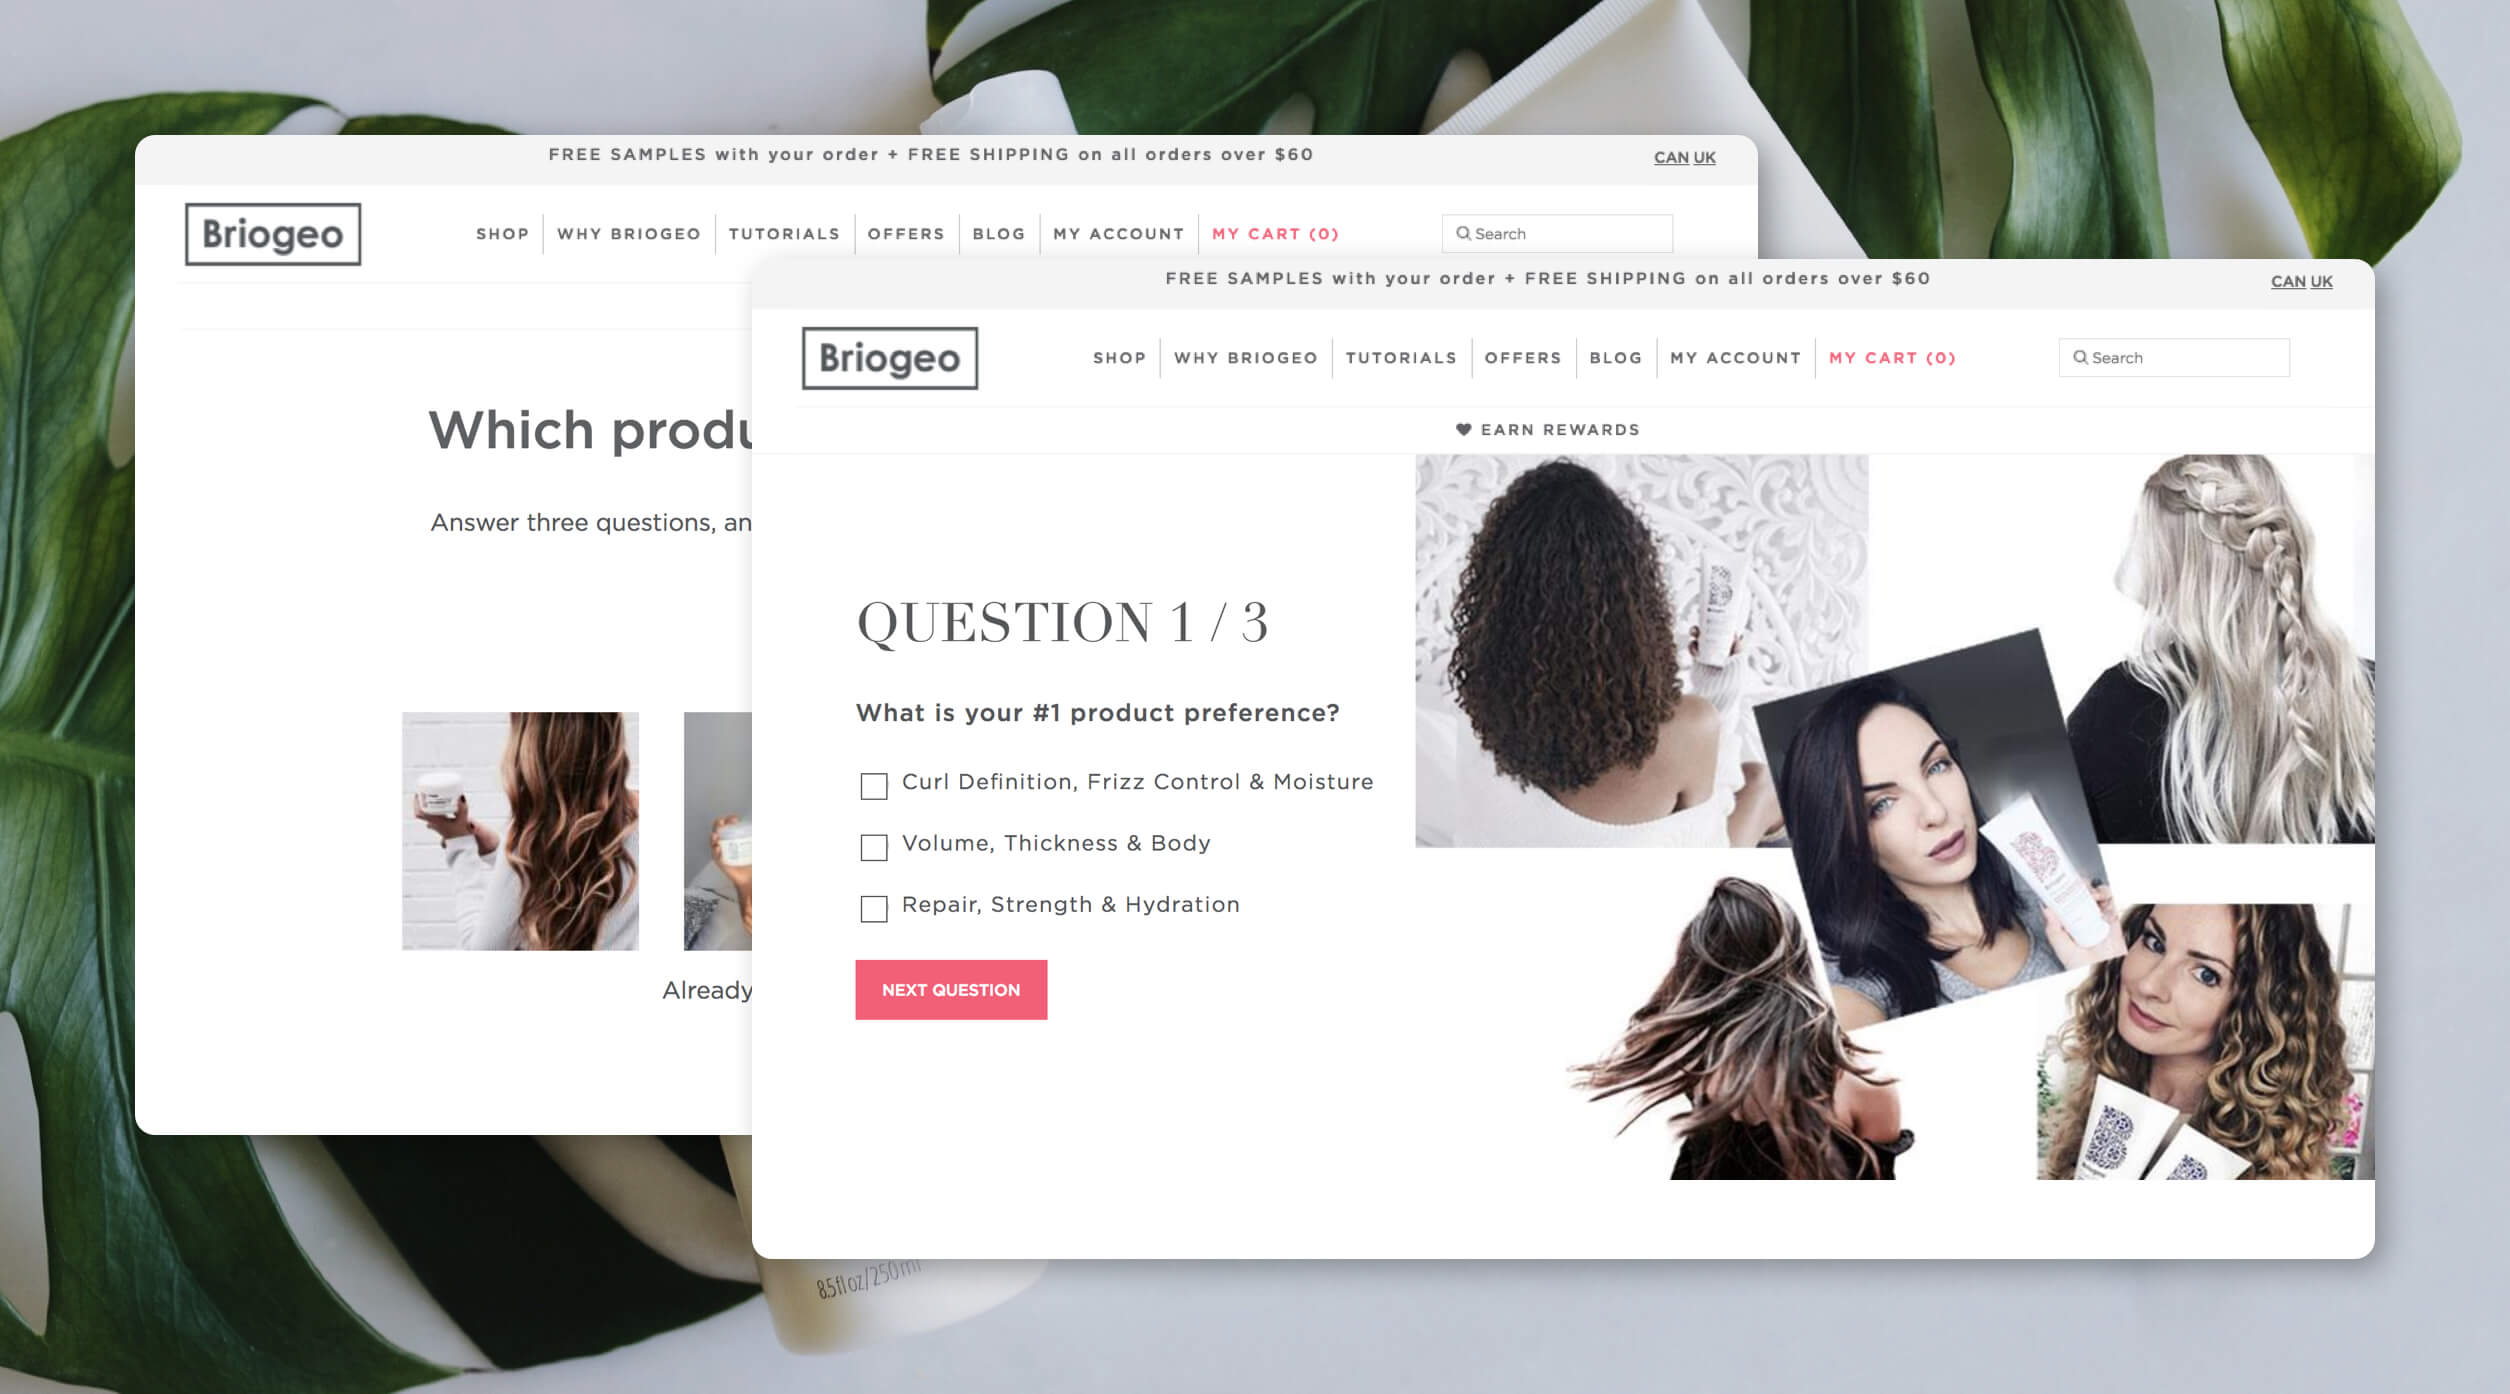 FREE SAMPLES with your order + FREE SHIPPING on all orders over $60
CAN UK
Briogeo
SHOP
WHY BRIOGEO
TUTORIALS
OFFERS
BLOG
MY ACCOUNT
MY CART (0)
Search
Which produ
Answer three questions, an
Already
FREE SAMPLES with your order + FREE SHIPPING on all orders over $60
CAN UK
Briogeo
SHOP
WHY BRIOGEO
TUTORIALS
OFFERS
BLOG
MY ACCOUNT
MY CART (0)
Search
EARN REWARDS
QUESTION 1 / 3
What is your #1 product preference?
Curl Definition, Frizz Control & Moisture
Volume, Thickness & Body
Repair, Strength & Hydration
NEXT QUESTION
B
Briogeo
B
Briogeo
B
8.5 fl oz/250 ml